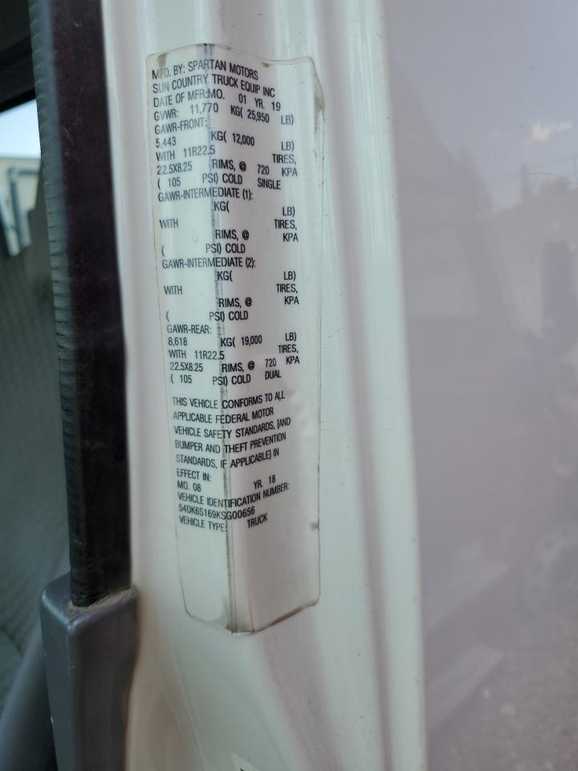 MFD. BY: SPARTAN MOTORS
SUN COUNTRY TRUCK EQUIP INC
DATE OF MFR:MO. 01 YR. 19
GVWR: 11,770 KG( 25,950 LB)
GAWR-FRONT:
5,443 KG( 12,000 LB)
WITH 11R22.5 TIRES,
22.5X8.25 RIMS, @ 720 KPA
( 105 PSI) COLD SINGLE
GAWR-INTERMEDIATE (1):
KG( LB)
WITH TIRES,
RIMS, @ KPA
( PSI) COLD
GAWR-INTERMEDIATE (2):
KG( LB)
WITH TIRES,
RIMS, @ KPA
( PSI) COLD
GAWR-REAR:
8,618 KG( 19,000 LB)
WITH 11R22.5 TIRES,
22.5X8.25 RIMS, @ 720 KPA
( 105 PSI) COLD DUAL
THIS VEHICLE CONFORMS TO ALL
APPLICABLE FEDERAL MOTOR
VEHICLE SAFETY STANDARDS, [AND
BUMPER AND THEFT PREVENTION
STANDARDS, IF APPLICABLE] IN
EFFECT IN:
MO. 08 YR. 18
VEHICLE IDENTIFICATION NUMBER:
54DK6S169KSG00656
VEHICLE TYPE: TRUCK